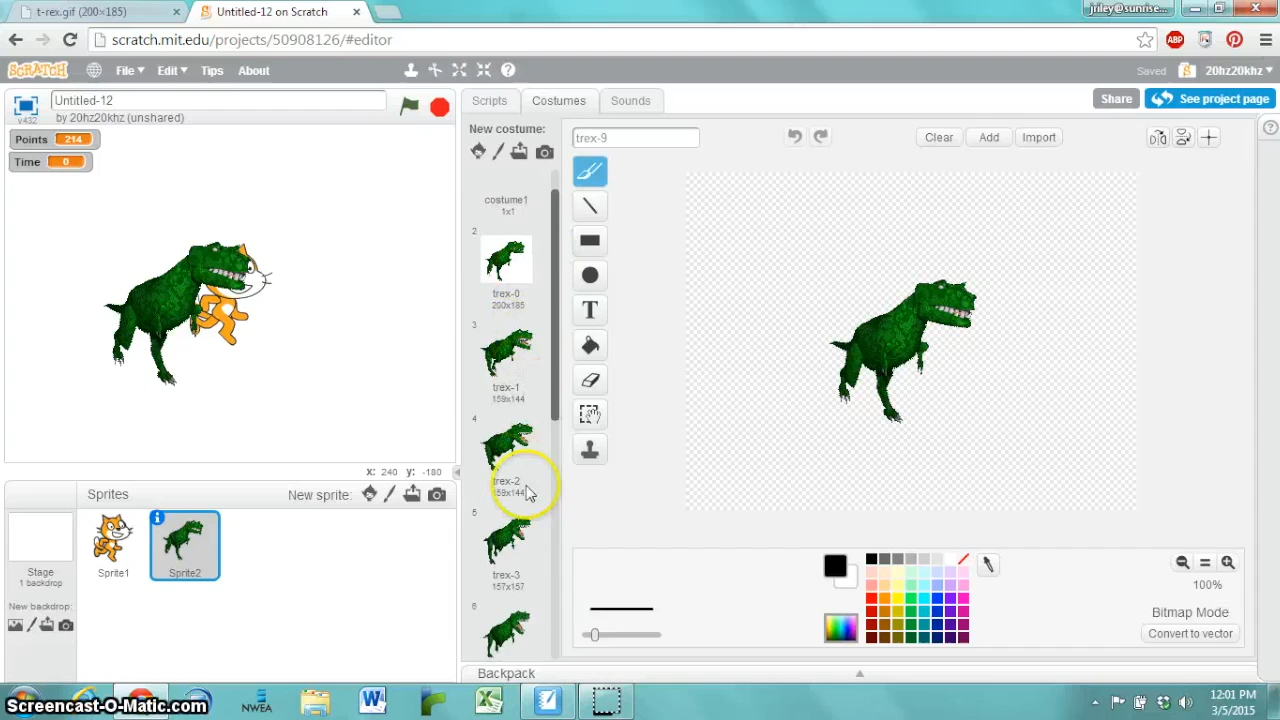 t-rex.gif (200×185)
Untitled-12 on Scratch
jriley@sunrise...
scratch.mit.edu/projects/50908126/#editor
ABP
SCRATCH
File
Edit
Tips
About
Saved
20hz20khz
Untitled-12
by 20hz20khz (unshared)
v432
Scripts
Costumes
Sounds
Share
See project page
Points 214
Time 0
New costume:
trex-9
Clear
Add
Import
costume1
1x1
2
trex-0
200x185
3
trex-1
159x144
4
trex-2
159x144
5
trex-3
157x157
6
T
x: 240 y: -180
Sprites
New sprite:
Stage
1 backdrop
Sprite1
Sprite2
New backdrop:
100%
Bitmap Mode
Convert to vector
Backpack
NWEA
12:01 PM
3/5/2015
Screencast-O-Matic.com